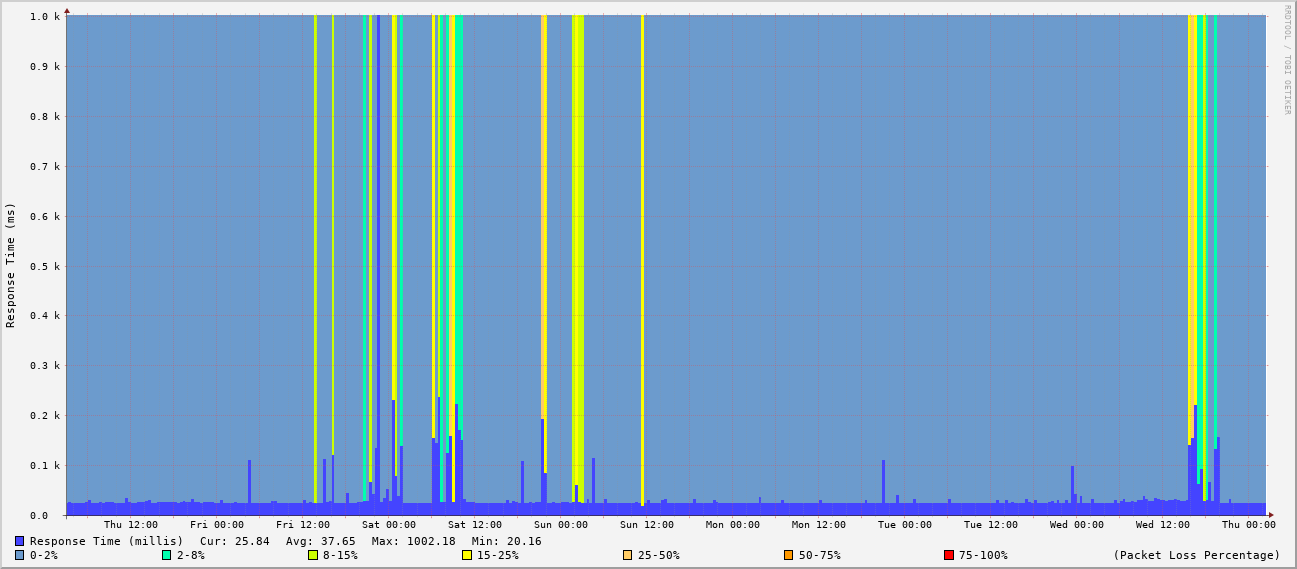 1.0 k
0.9 k
0.8 k
0.7 k
0.6 k
0.5 k
0.4 k
0.3 k
0.2 k
0.1 k
0.0
Response Time (ms)
RRDTOOL / TOBI OETIKER
Thu 12:00 Fri 00:00 Fri 12:00 Sat 00:00 Sat 12:00 Sun 00:00 Sun 12:00 Mon 00:00 Mon 12:00 Tue 00:00 Tue 12:00 Wed 00:00 Wed 12:00 Thu 00:00
Response Time (millis) Cur: 25.84 Avg: 37.65 Max: 1002.18 Min: 20.16
0-2% 2-8% 8-15% 15-25% 25-50% 50-75% 75-100% (Packet Loss Percentage)